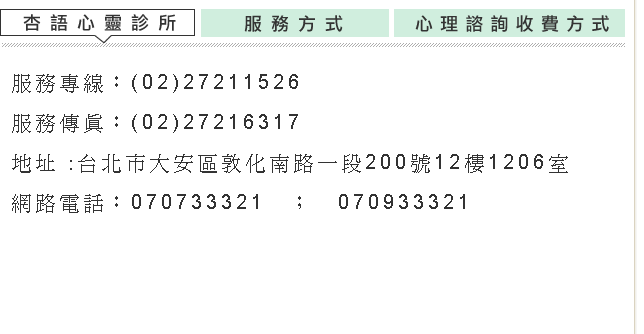 杏語心靈診所 服務方式 心理諮詢收費方式
服務專線：(02)27211526
服務傳真：(02)27216317
地址 :台北市大安區敦化南路一段200號12樓1206室
網路電話：070733321 ； 070933321